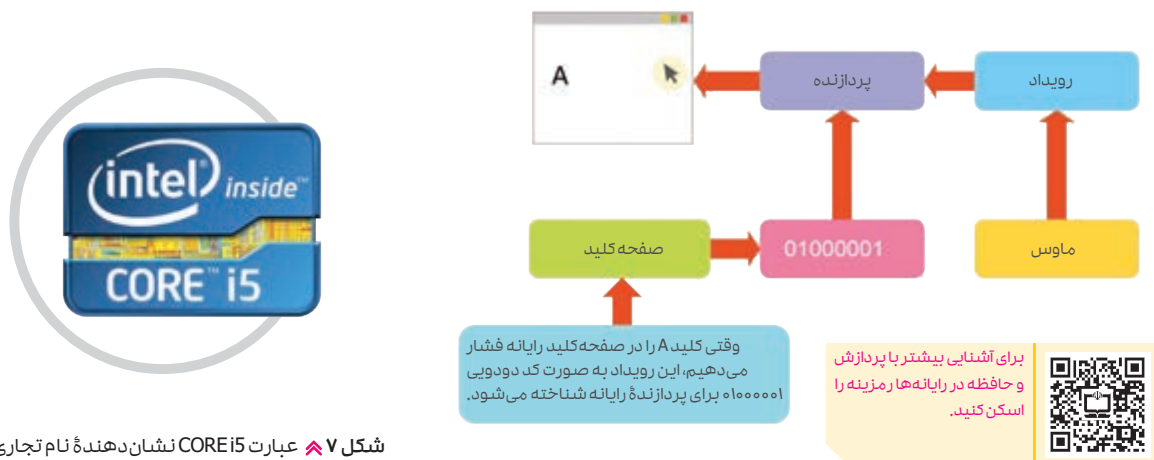 A
رویداد
پردازنده
ماوس
01000001
صفحه کلید
وقتی کلید A را در صفحه‌کلید رایانه فشار
می‌دهیم، این رویداد به صورت کد دودویی
۰۱۰۰۰۰۰۱ برای پردازندهٔ رایانه شناخته می‌شود.
برای آشنایی بیشتر با پردازش
و حافظه در رایانه‌ها رمزینه را
اسکن کنید.
intel® inside™
CORE™ i5
شکل ۷ عبارت CORE i5 نشان‌دهندهٔ نام تجاری